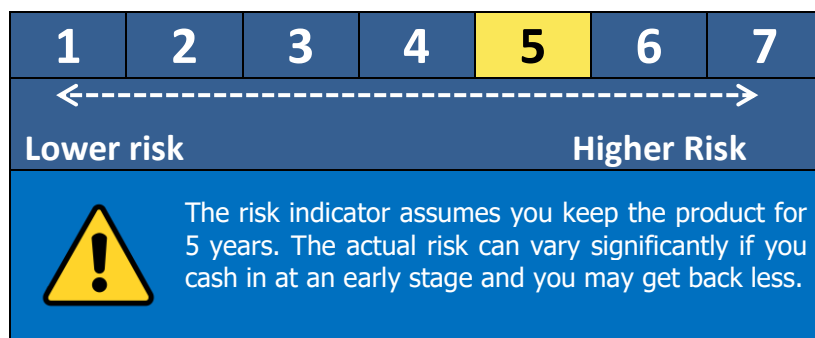 1 2 3 4 5 6 7
Lower risk Higher Risk
The risk indicator assumes you keep the product for
5 years. The actual risk can vary significantly if you
cash in at an early stage and you may get back less.